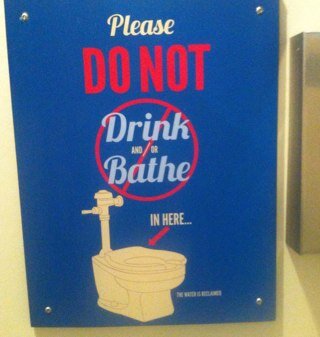 Please
DO NOT
Drink
AND OR
Bathe
IN HERE...
THE WATER IS RECLAIMED